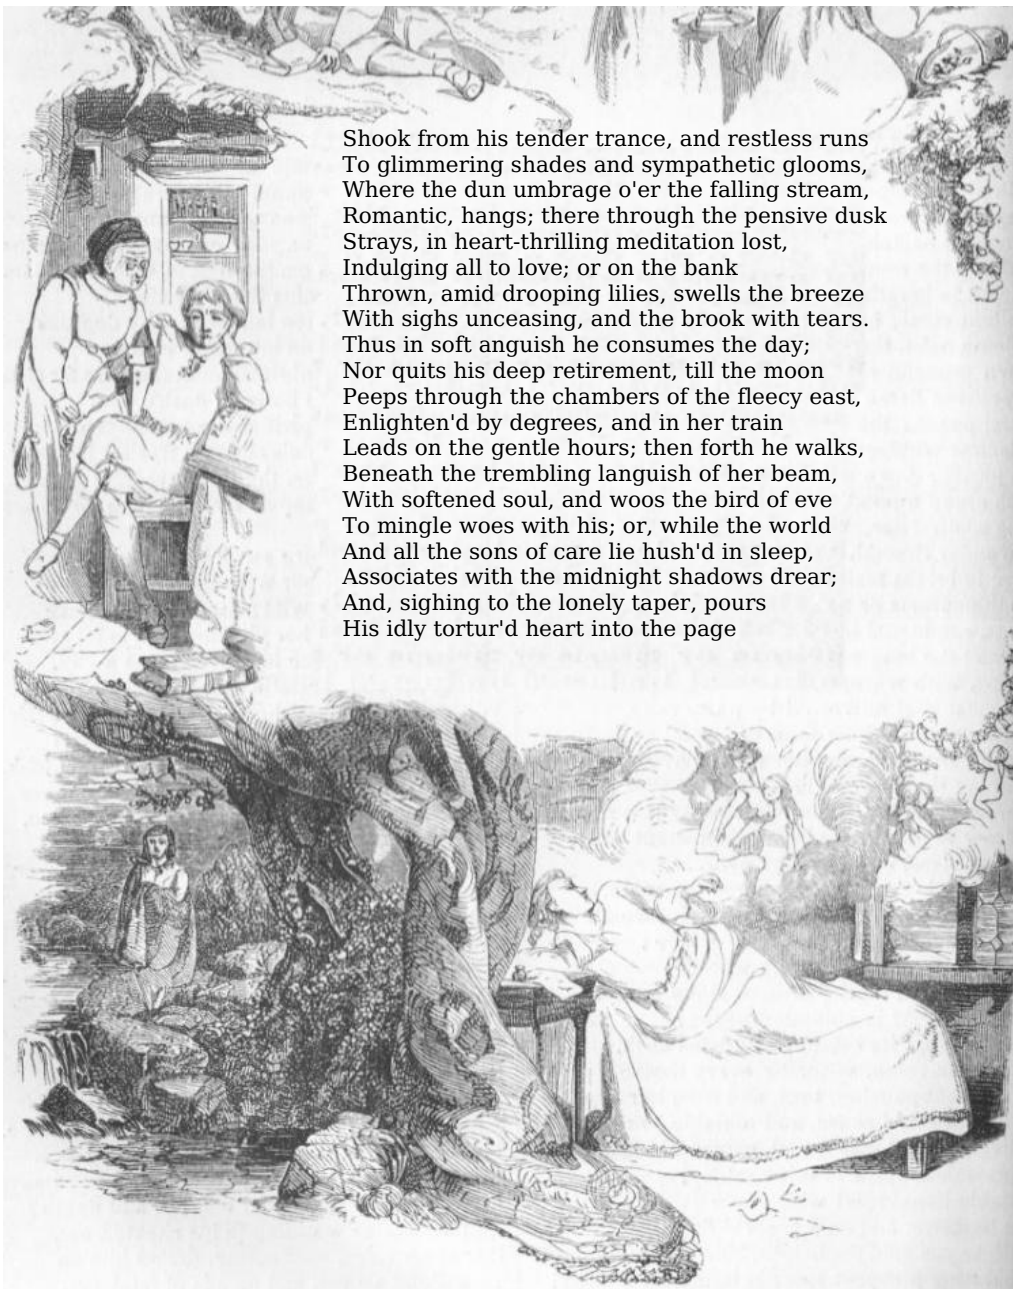 Shook from his tender trance, and restless runs
To glimmering shades and sympathetic glooms,
Where the dun umbrage o'er the falling stream,
Romantic, hangs; there through the pensive dusk
Strays, in heart-thrilling meditation lost,
Indulging all to love; or on the bank
Thrown, amid drooping lilies, swells the breeze
With sighs unceasing, and the brook with tears.
Thus in soft anguish he consumes the day;
Nor quits his deep retirement, till the moon
Peeps through the chambers of the fleecy east,
Enlighten'd by degrees, and in her train
Leads on the gentle hours; then forth he walks,
Beneath the trembling languish of her beam,
With softened soul, and woos the bird of eve
To mingle woes with his; or, while the world
And all the sons of care lie hush'd in sleep,
Associates with the midnight shadows drear;
And, sighing to the lonely taper, pours
His idly tortur'd heart into the page